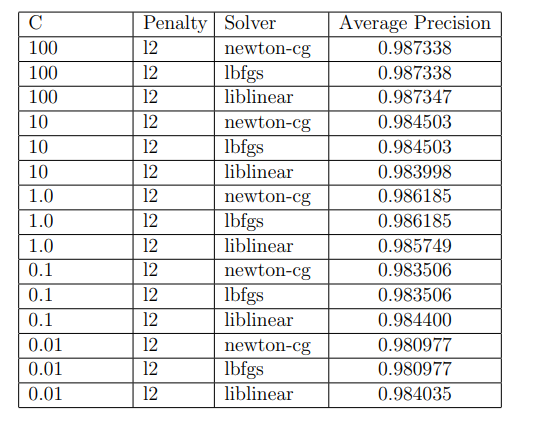 C Penalty Solver Average Precision
100 l2 newton-cg 0.987338
100 l2 lbfgs 0.987338
100 l2 liblinear 0.987347
10 l2 newton-cg 0.984503
10 l2 lbfgs 0.984503
10 l2 liblinear 0.983998
1.0 l2 newton-cg 0.986185
1.0 l2 lbfgs 0.986185
1.0 l2 liblinear 0.985749
0.1 l2 newton-cg 0.983506
0.1 l2 lbfgs 0.983506
0.1 l2 liblinear 0.984400
0.01 l2 newton-cg 0.980977
0.01 l2 lbfgs 0.980977
0.01 l2 liblinear 0.984035